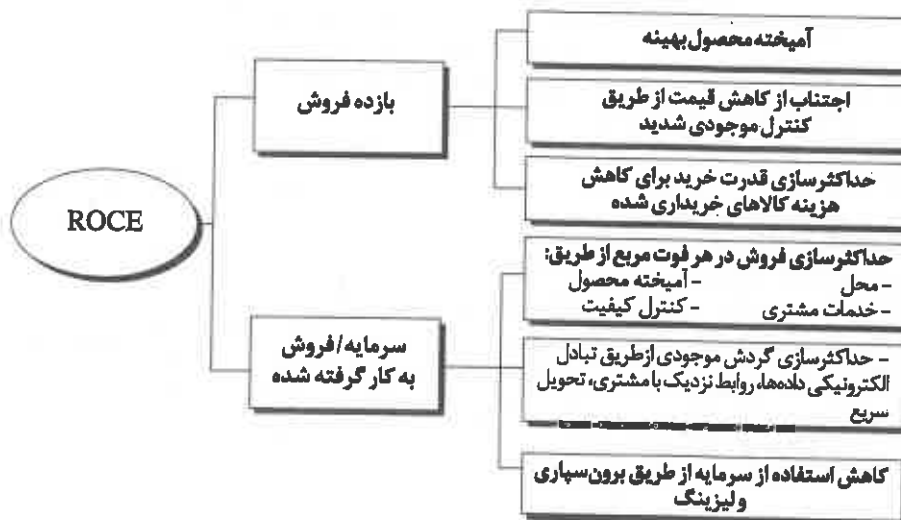 ROCE
بازده فروش
آمیخته محصول بهینه
اجتناب از کاهش قیمت از طریق
کنترل موجودی شدید
حداکثرسازی قدرت خرید برای کاهش
هزینه کالاهای خریداری شده
سرمایه/فروش
به کار گرفته شده
حداکثرسازی فروش در هر فوت مربع از طریق:
- محل - آمیخته محصول
- خدمات مشتری - کنترل کیفیت
- حداکثرسازی گردش موجودی ازطریق تبادل
الکترونیکی داده‌ها، روابط نزدیک با مشتری، تحویل
سریع
کاهش استفاده از سرمایه از طریق برون‌سپاری
و لیزینگ